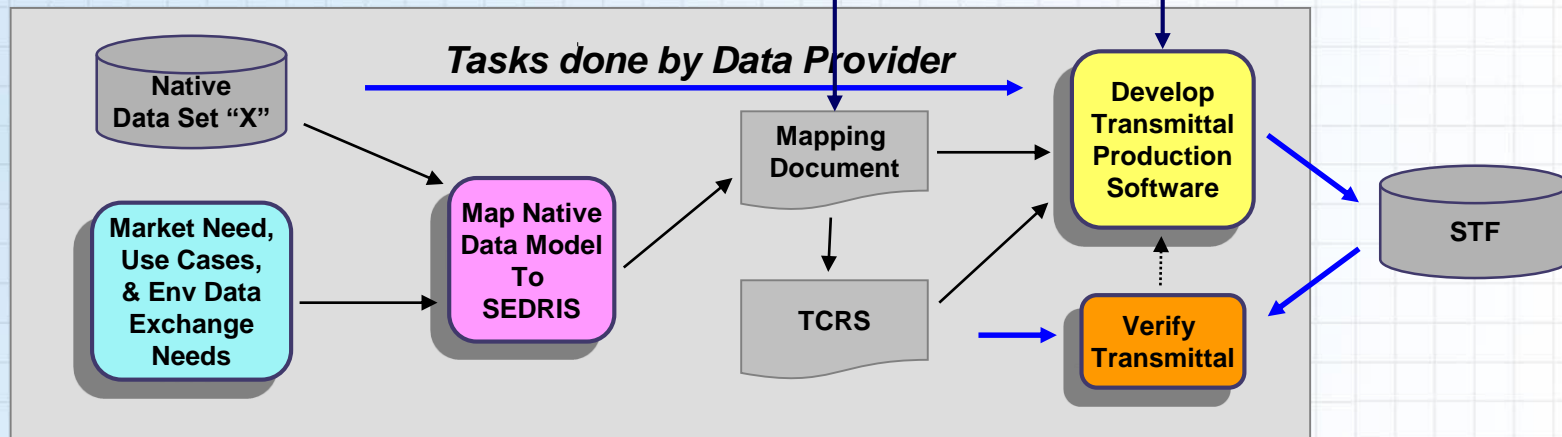 Tasks done by Data Provider
Native
Data Set “X”
Market Need,
Use Cases,
& Env Data
Exchange
Needs
Map Native
Data Model
To
SEDRIS
Mapping
Document
TCRS
Develop
Transmittal
Production
Software
Verify
Transmittal
STF